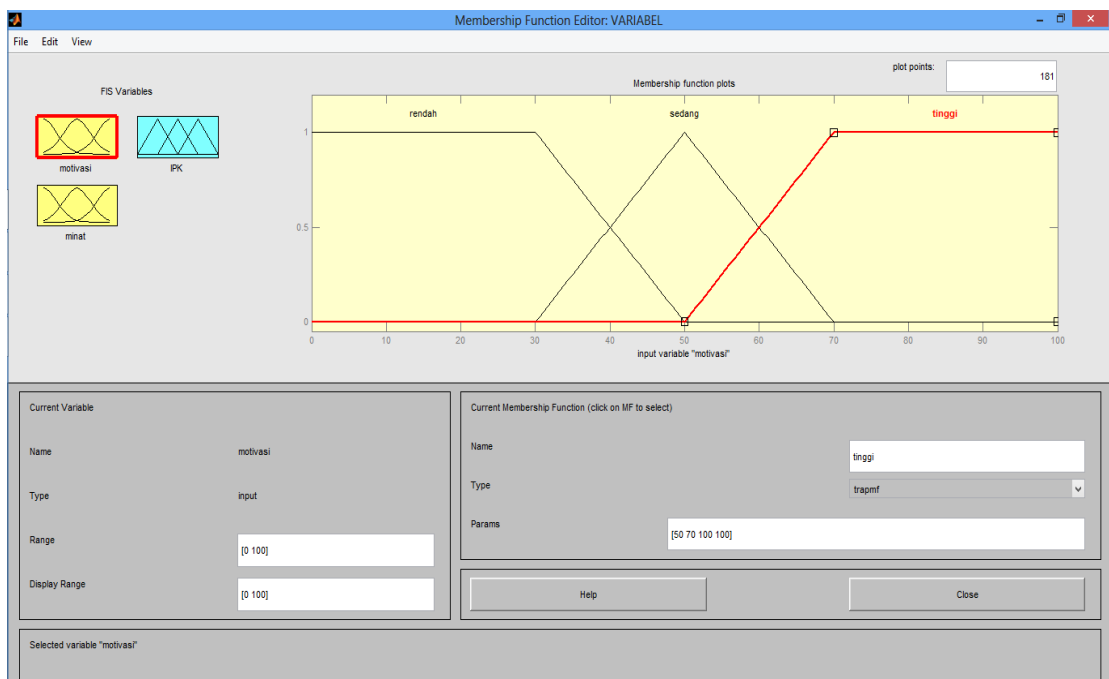 Membership Function Editor: VARIABEL
File Edit View
FIS Variables
motivasi
IPK
minat
plot points:
181
Membership function plots
rendah
sedang
tinggi
1
0.5
0
0 10 20 30 40 50 60 70 80 90 100
input variable "motivasi"
Current Variable
Name
motivasi
Type
input
Range
[0 100]
Display Range
[0 100]
Current Membership Function (click on MF to select)
Name
tinggi
Type
trapmf
Params
[50 70 100 100]
Help
Close
Selected variable "motivasi"